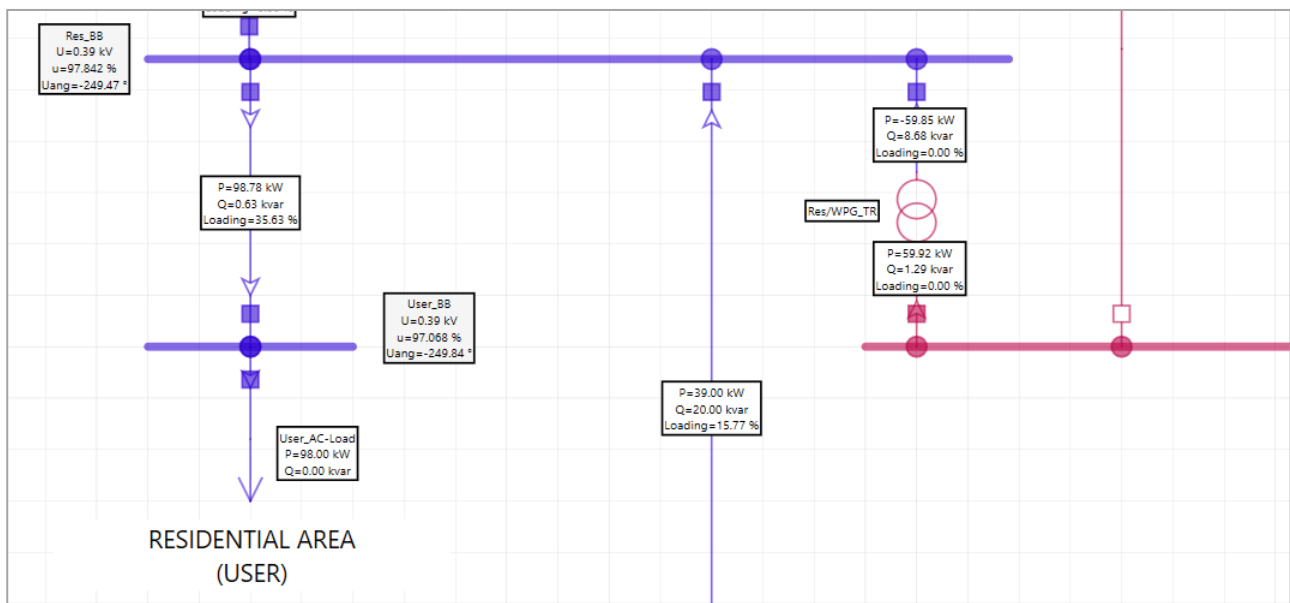 Res_BB
U=0.39 kV
u=97.842 %
Uang=-249.47 °
P=-59.85 kW
Q=8.68 kvar
Loading=0.00 %
P=98.78 kW
Q=0.63 kvar
Loading=35.63 %
Res/WPG_TR
P=59.92 kW
Q=1.29 kvar
Loading=0.00 %
User_BB
U=0.39 kV
u=97.068 %
Uang=-249.84 °
P=39.00 kW
Q=20.00 kvar
Loading=15.77 %
User_AC-Load
P=98.00 kW
Q=0.00 kvar
RESIDENTIAL AREA
(USER)